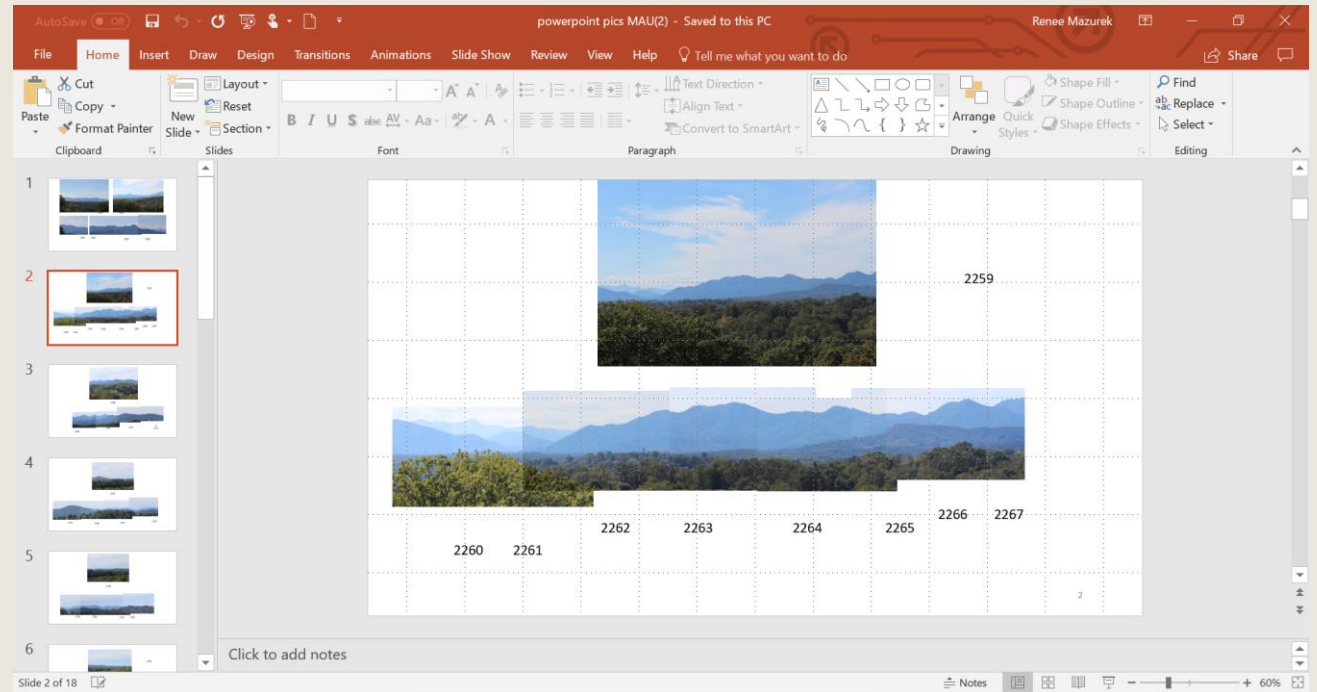 AutoSave Off powerpoint pics MAU(2) - Saved to this PC Renee Mazurek
File Home Insert Draw Design Transitions Animations Slide Show Review View Help Tell me what you want to do Share
Paste
Cut
Copy
Format Painter
Clipboard
New Slide
Layout
Reset
Section
Slides
B I U S abc AV Aa A
Font
Text Direction
Align Text
Convert to SmartArt
Paragraph
Arrange
Quick Styles
Shape Fill
Shape Outline
Shape Effects
Drawing
Find
Replace
Select
Editing
1
2
3
4
5
6
2259
2266 2267
2262 2263 2264 2265
2260 2261
2
Click to add notes
Slide 2 of 18 Notes 60%